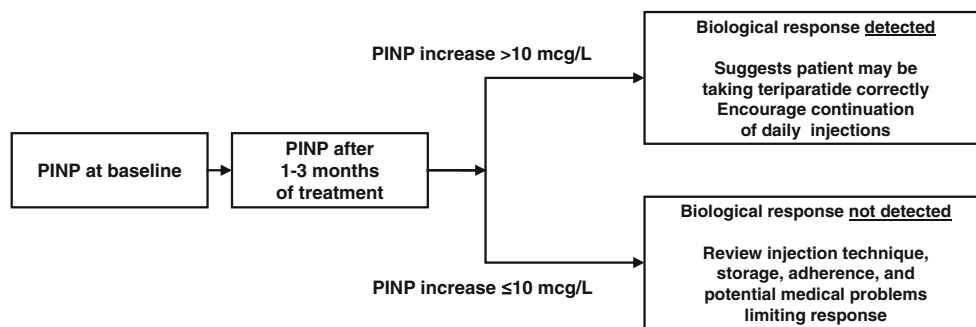 PINP at baseline
PINP after
1-3 months
of treatment
PINP increase >10 mcg/L
Biological response detected
Suggests patient may be
taking teriparatide correctly
Encourage continuation
of daily injections
PINP increase ≤10 mcg/L
Biological response not detected
Review injection technique,
storage, adherence, and
potential medical problems
limiting response